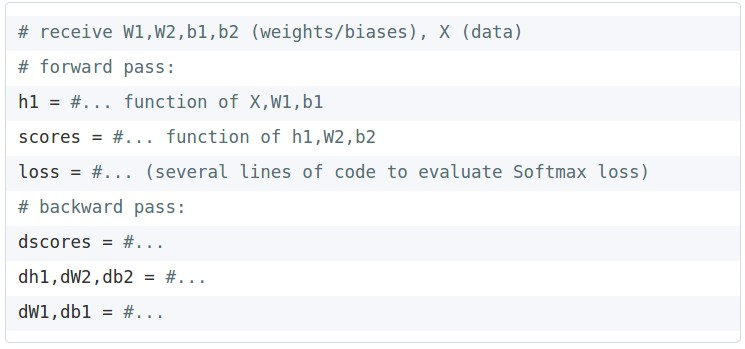 # receive W1,W2,b1,b2 (weights/biases), X (data)
# forward pass:
h1 = #... function of X,W1,b1
scores = #... function of h1,W2,b2
loss = #... (several lines of code to evaluate Softmax loss)
# backward pass:
dscores = #...
dh1,dW2,db2 = #...
dW1,db1 = #...